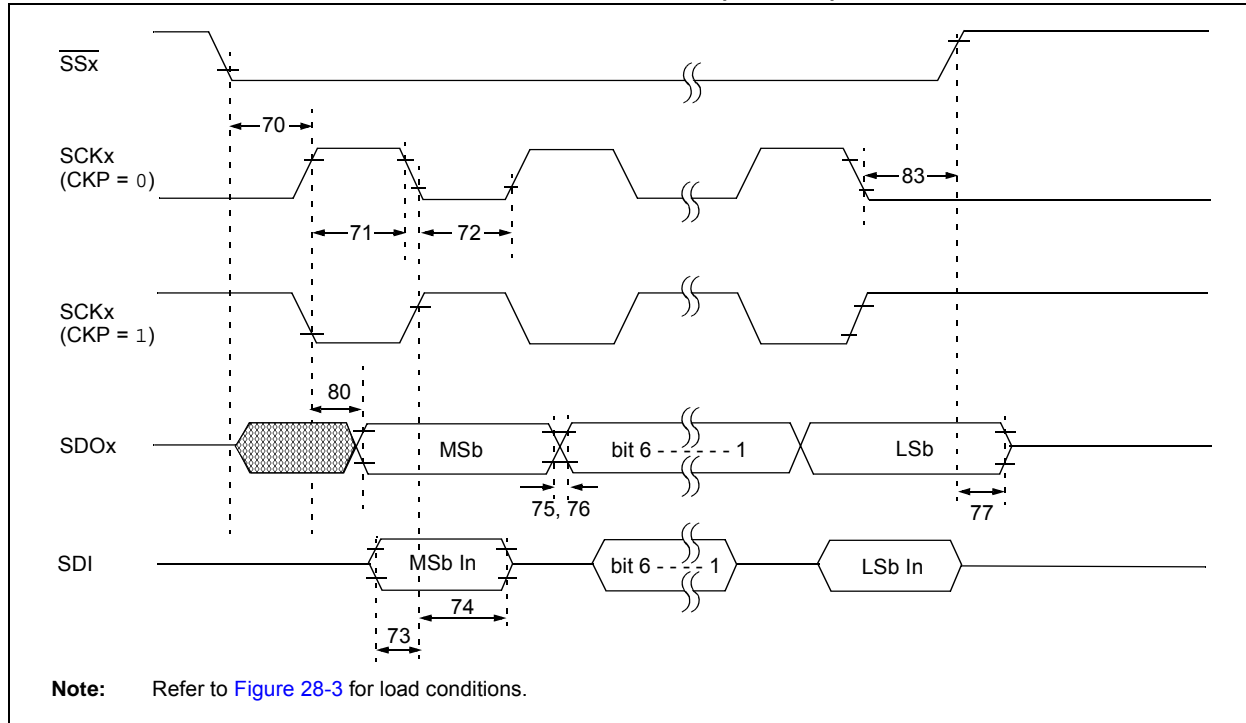 SSx
70
SCKx
(CKP = 0)
83
71
72
SCKx
(CKP = 1)
80
SDOx
MSb
bit 6 - - - - - - 1
LSb
75, 76
77
SDI
MSb In
bit 6 - - - - 1
LSb In
74
73
Note: Refer to Figure 28-3 for load conditions.